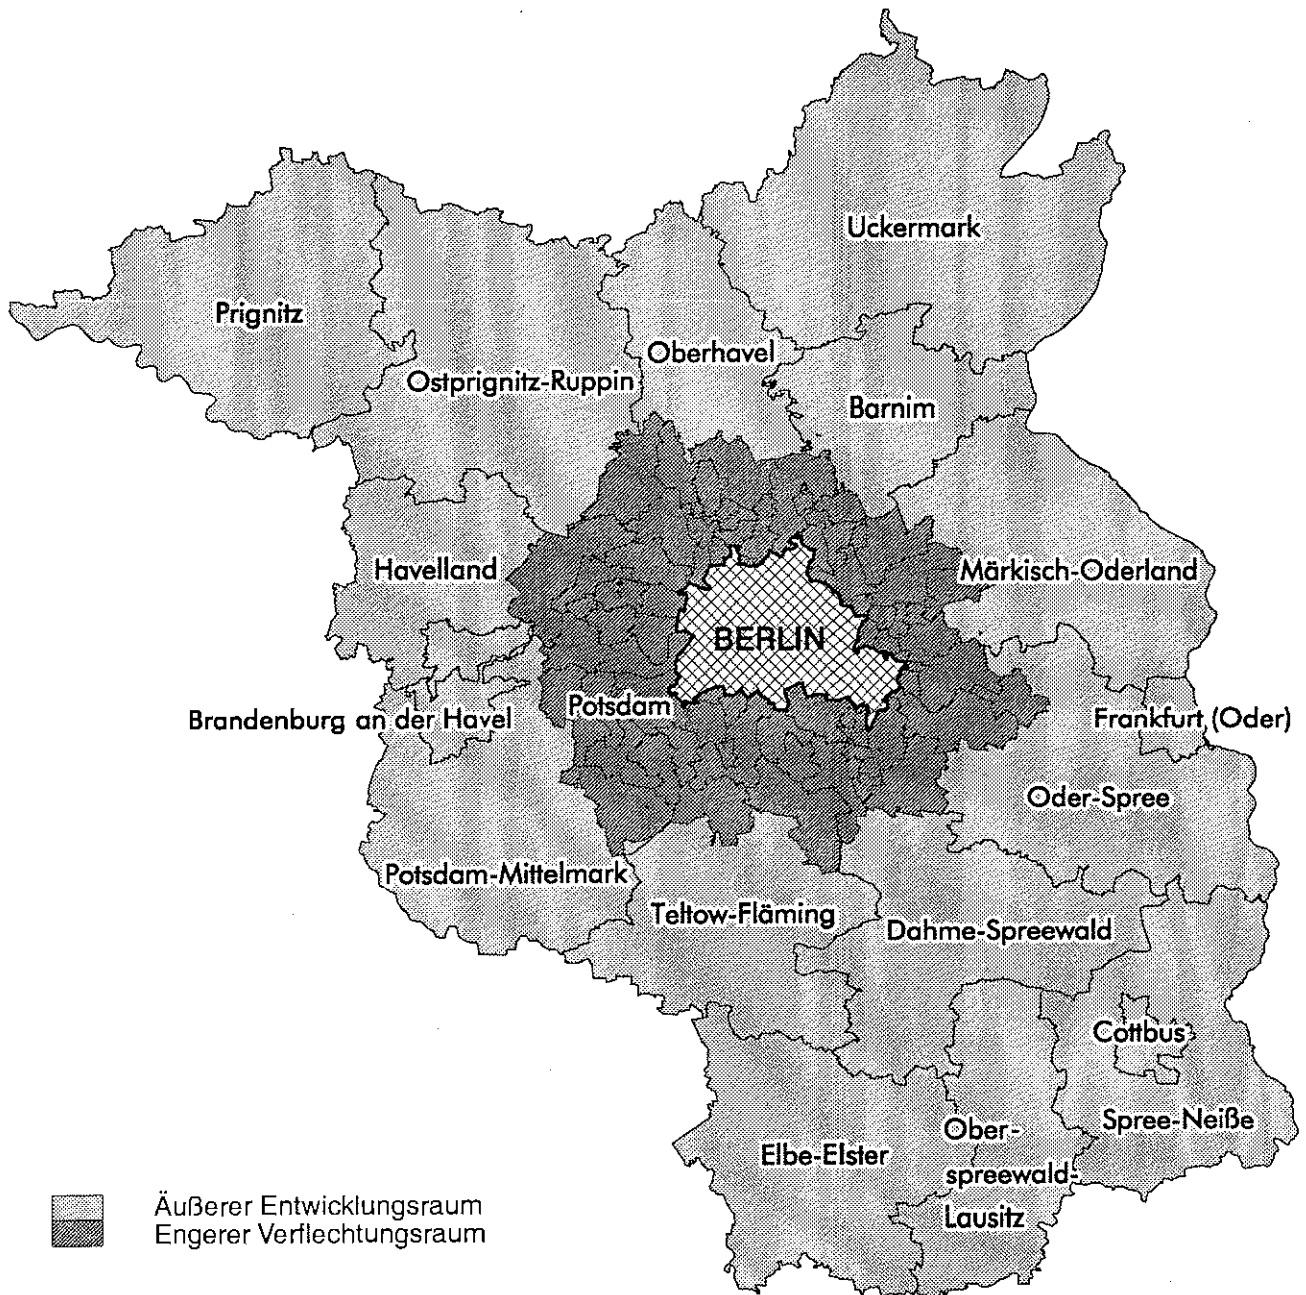 Uckermark
Prignitz
Oberhavel
Ostprignitz-Ruppin
Barnim
Havelland
Märkisch-Oderland
BERLIN
Potsdam
Brandenburg an der Havel
Frankfurt (Oder)
Oder-Spree
Potsdam-Mittelmark
Teltow-Fläming
Dahme-Spreewald
Cottbus
Spree-Neiße
Elbe-Elster
Ober-
spreewald-
Lausitz
Äußerer Entwicklungsraum
Engerer Verflechtungsraum